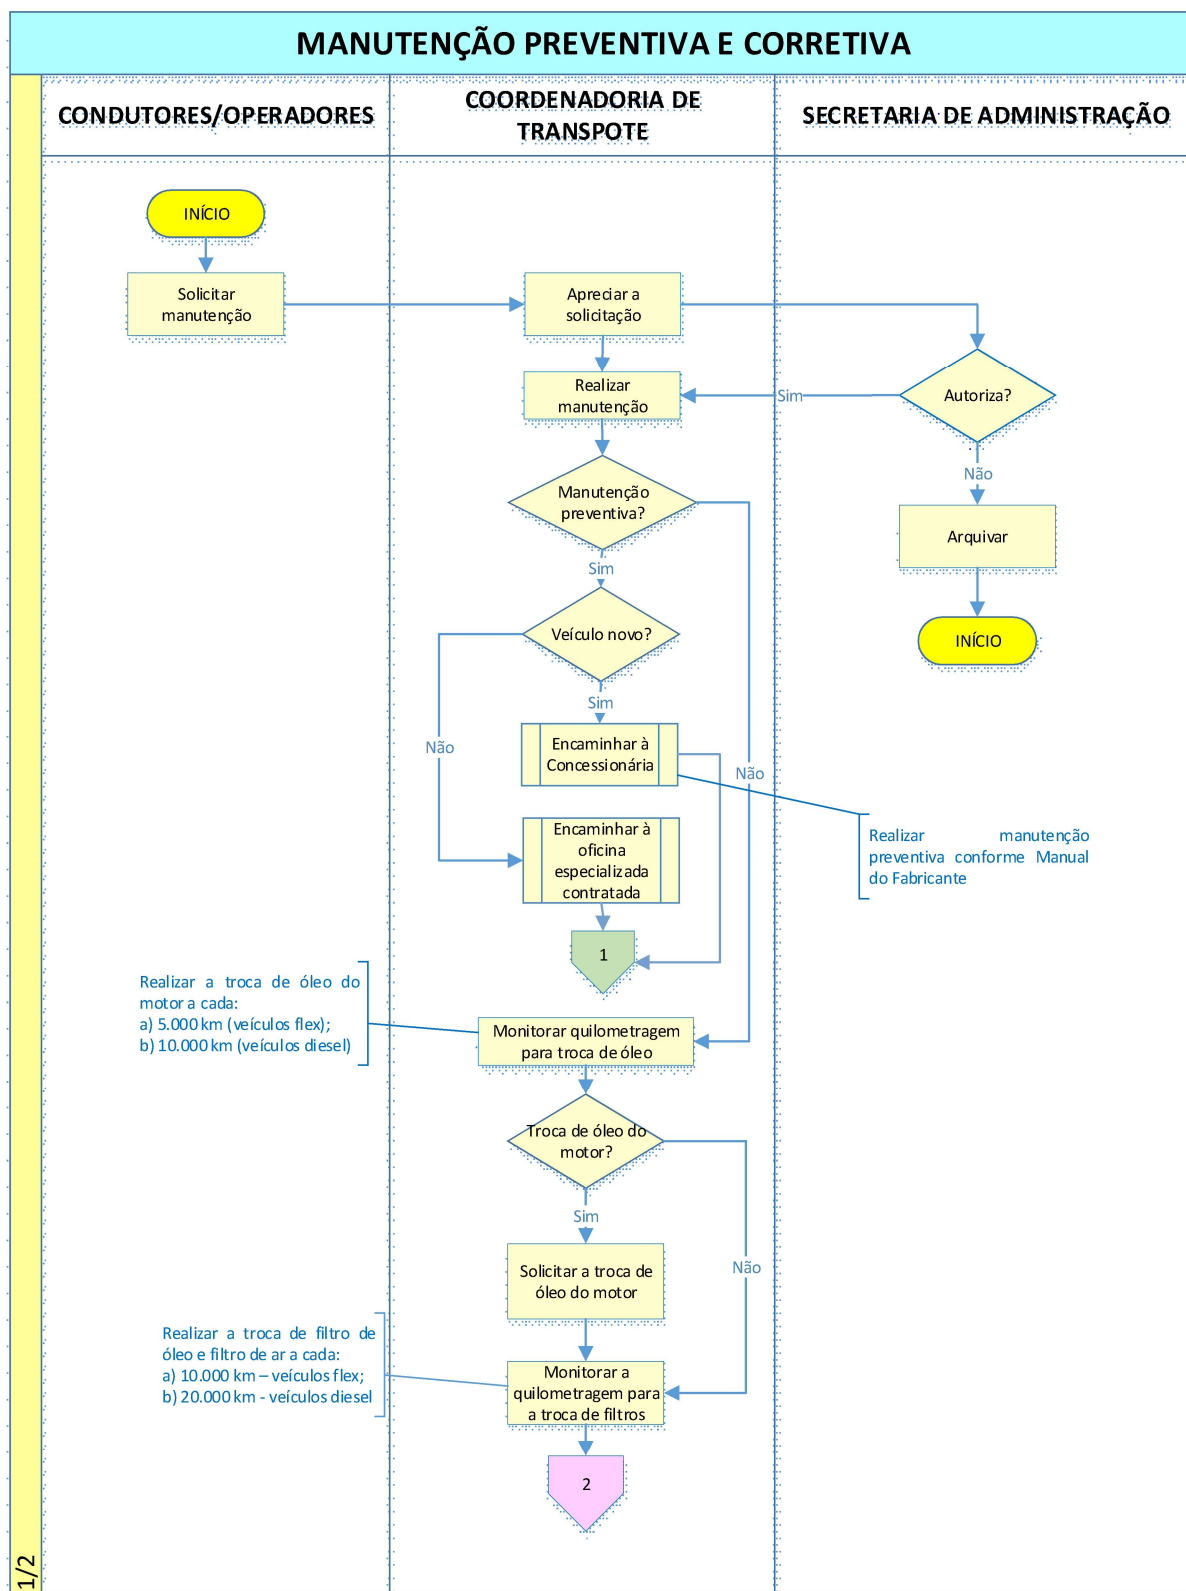 MANUTENÇÃO PREVENTIVA E CORRETIVA
CONDUTORES/OPERADORES
COORDENADORIA DE
TRANSPOTE
SECRETARIA DE ADMINISTRAÇÃO
INÍCIO
Solicitar
manutenção
Apreciar a
solicitação
Realizar
manutenção
Sim
Autoriza?
Não
Arquivar
INÍCIO
Manutenção
preventiva?
Sim
Veículo novo?
Sim
Não
Encaminhar à
Concessionária
Não
Encaminhar à
oficina
especializada
contratada
Realizar manutenção
preventiva conforme Manual
do Fabricante
1
Realizar a troca de óleo do
motor a cada:
a) 5.000 km (veículos flex);
b) 10.000 km (veículos diesel)
Monitorar quilometragem
para troca de óleo
Troca de óleo do
motor?
Sim
Não
Solicitar a troca de
óleo do motor
Realizar a troca de filtro de
óleo e filtro de ar a cada:
a) 10.000 km – veículos flex;
b) 20.000 km - veículos diesel
Monitorar a
quilometragem para
a troca de filtros
2
1/2